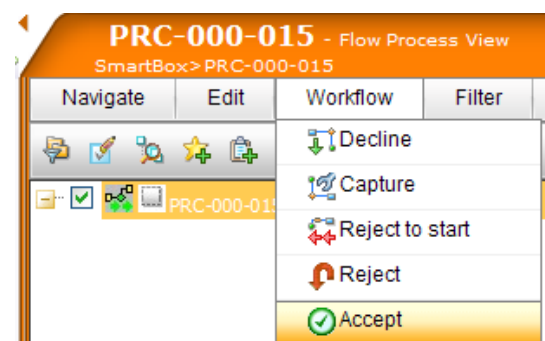 PRC-000-015 - Flow Process View
SmartBox>PRC-000-015
Navigate Edit Workflow Filter
Decline
Capture
PRC-000-015
Reject to start
Reject
Accept